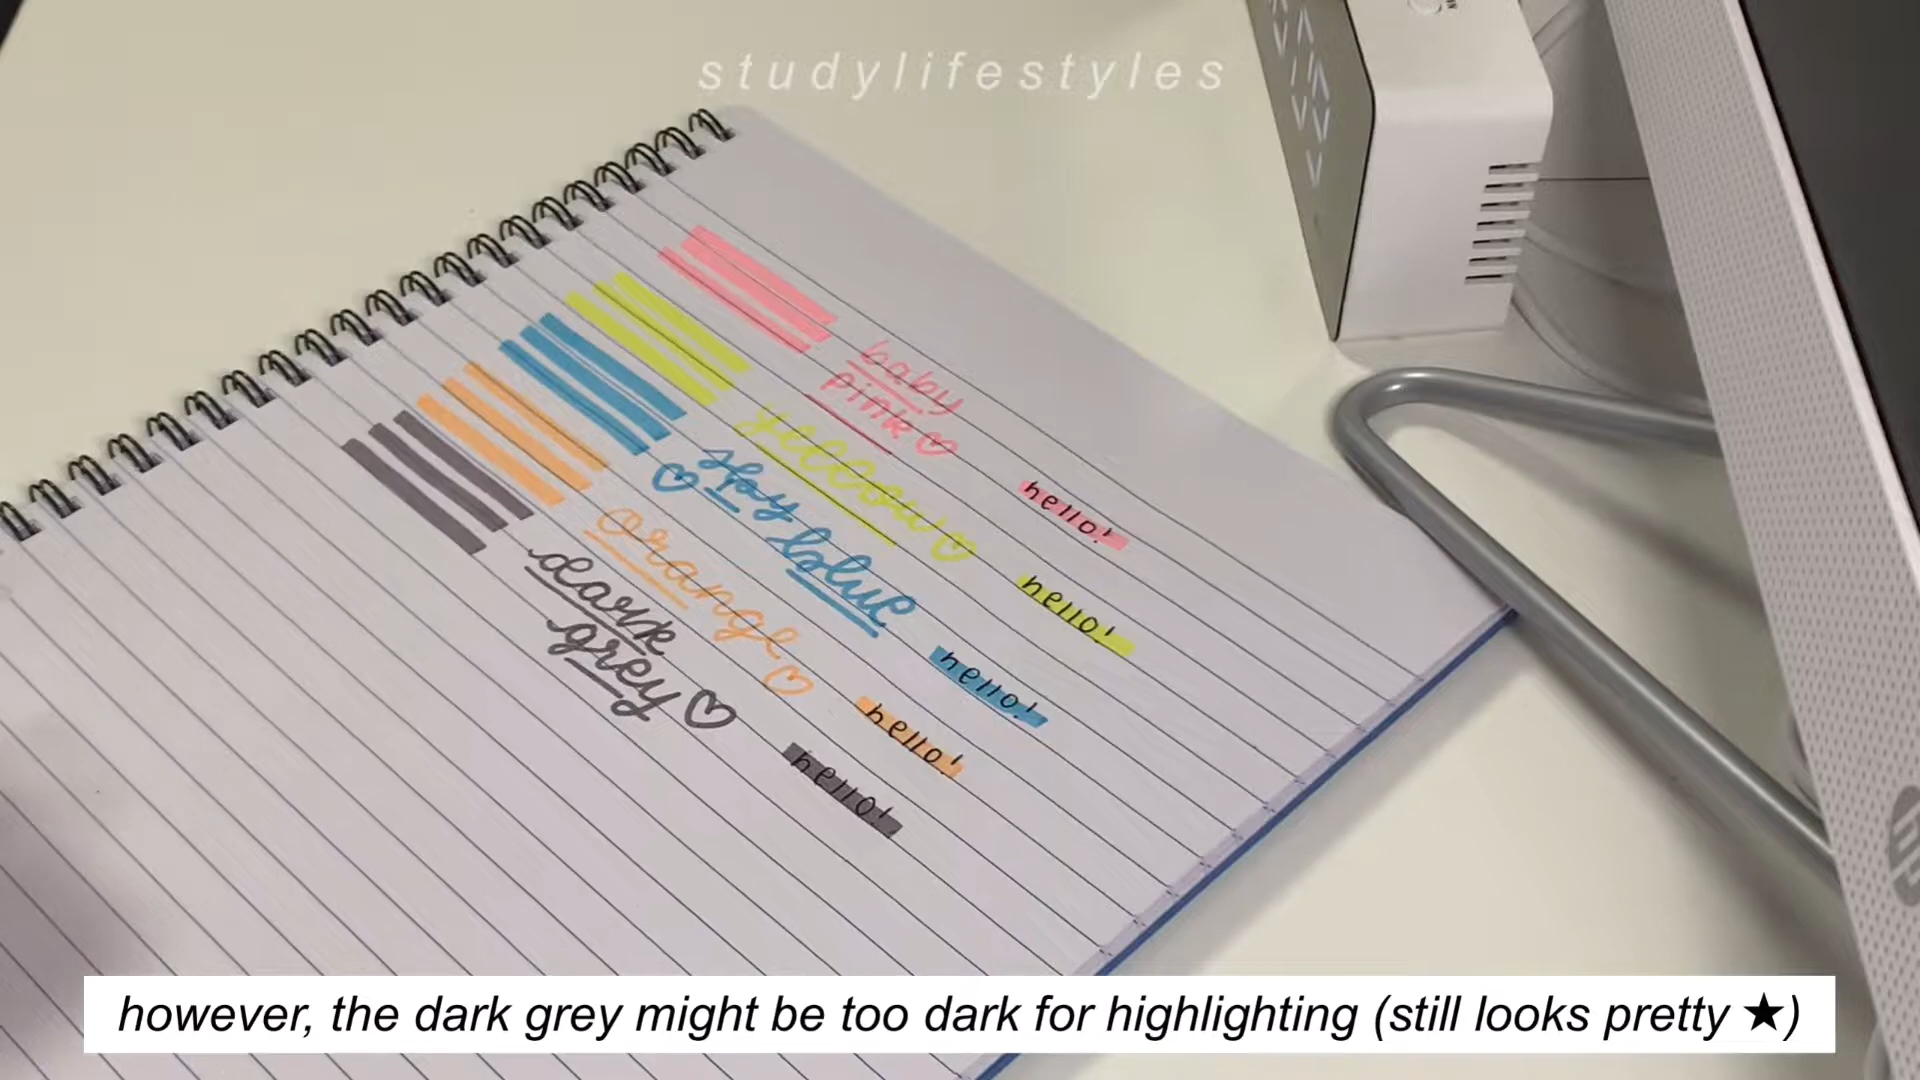 studylifestyles
baby
pink
hello!
yellow
hello!
sky blue
hello!
orange
hello!
dark
grey
hello!
hp
however, the dark grey might be too dark for highlighting (still looks pretty ★)